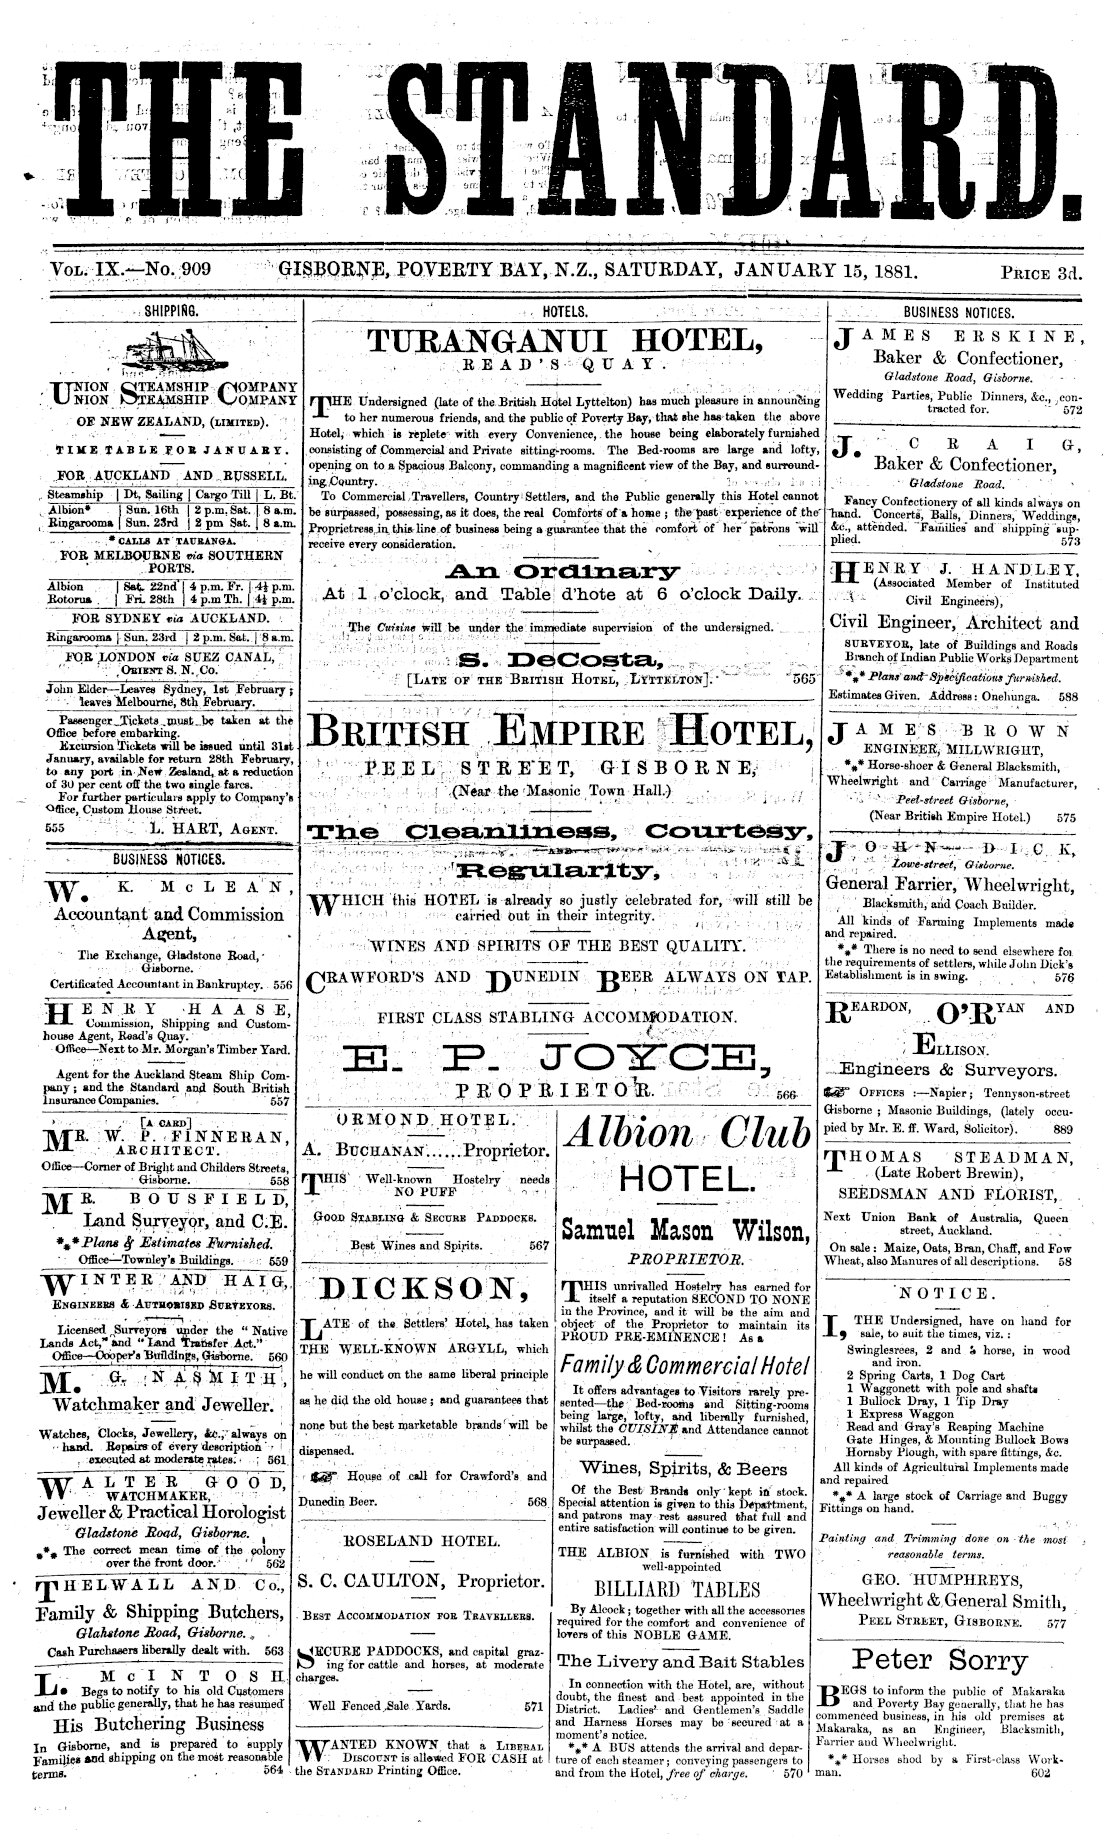 THE STANDARD.
VOL. IX.—No. 909
GISBORNE, POVERTY BAY, N.Z., SATURDAY, JANUARY 15, 1881.
PRICE 3d.
SHIPPING.
UNION STEAMSHIP COMPANY
UNION STEAMSHIP COMPANY
OF NEW ZEALAND, (LIMITED).
TIME TABLE FOR JANUARY.
FOR AUCKLAND AND RUSSELL.
Steamship | Dt, Sailing | Cargo Till | L. Bt.
Albion* | Sun. 16th | 2 p.m, Sat. | 8 a.m.
Ringarooma | Sun. 23rd | 2 pm Sat. | 8 a.m.
* CALLS AT TAURANGA.
FOR MELBOURNE via SOUTHERN
PORTS.
Albion | Sat. 22nd | 4 p.m. Fr. | 4½ p.m.
Rotorua | Fri. 28th | 4 p.m Th. | 4½ p.m.
FOR SYDNEY via AUCKLAND.
Ringarooma | Sun. 23rd | 2 p.m. Sat. | 8 a.m.
FOR LONDON via SUEZ CANAL,
ORIENT S. N. Co.
John Elder—Leaves Sydney, 1st February;
leaves Melbourne, 8th February.
Passenger Tickets must be taken at the
Office before embarking.
Excursion Tickets will be issued until 31st
January, available for return 28th February,
to any port in New Zealand, at a reduction
of 30 per cent off the two single fares.
For further particulars apply to Company's
Office, Custom House Street.
555 L. HART, AGENT.
BUSINESS NOTICES.
W. K. McLEAN,
Accountant and Commission
Agent,
The Exchange, Gladstone Road,
Gisborne.
Certificated Accountant in Bankruptcy. 556
HENRY HAASE,
Commission, Shipping and Custom-
house Agent, Read's Quay.
Office—Next to Mr. Morgan's Timber Yard.
Agent for the Auckland Steam Ship Com-
pany; and the Standard and South British
Insurance Companies. 557
[A CARD]
MR. W. P. FINNERAN,
ARCHITECT.
Office—Corner of Bright and Childers Streets,
Gisborne. 558
MR. BOUSFIELD,
Land Surveyor, and C.E.
*** Plans & Estimates Furnished.
Office—Townley's Buildings. 559
WINTER AND HAIG,
ENGINEERS & AUTHORISED SURVEYORS.
Licensed Surveyors under the "Native
Lands Act," and "Land Transfer Act."
Office—Cooper's Buildings, Gisborne. 560
M. G. NASMITH,
Watchmaker and Jeweller.
Watches, Clocks, Jewellery, &c., always on
hand. Repairs of every description
executed at moderate rates. 561
WALTER GOOD,
WATCHMAKER,
Jeweller & Practical Horologist
Gladstone Road, Gisborne.
*** The correct mean time of the colony
over the front door. 562
THELWALL AND Co.,
Family & Shipping Butchers,
Glahstone Road, Gisborne.
Cash Purchasers liberally dealt with. 563
L. McINTOSH
Begs to notify to his old Customers
and the public generally, that he has resumed
His Butchering Business
In Gisborne, and is prepared to supply
Families and shipping on the most reasonable
terms. 564
HOTELS.
TURANGANUI HOTEL,
READ'S QUAY.
THE Undersigned (late of the British Hotel Lyttelton) has much pleasure in announcing
to her numerous friends, and the public of Poverty Bay, that she has taken the above
Hotel, which is replete with every Convenience, the house being elaborately furnished
consisting of Commercial and Private sitting-rooms. The Bed-rooms are large and lofty,
opening on to a Spacious Balcony, commanding a magnificent view of the Bay, and surround-
ing Country.
To Commercial Travellers, Country Settlers, and the Public generally this Hotel cannot
be surpassed, possessing, as it does, the real Comforts of a home; the past experience of the
Proprietress in this line of business being a guarantee that the comfort of her patrons will
receive every consideration.
An Ordinary
At 1 o'clock, and Table d'hote at 6 o'clock Daily.
The Cuisine will be under the immediate supervision of the undersigned.
S. DeCosta,
[LATE OF THE BRITISH HOTEL, LYTTELTON]. 565
BRITISH EMPIRE HOTEL,
PEEL STREET, GISBORNE,
(Near the Masonic Town Hall.)
The Cleanliness, Courtesy,
AND
Regularity,
WHICH this HOTEL is already so justly celebrated for, will still be
carried out in their integrity.
WINES AND SPIRITS OF THE BEST QUALITY.
CRAWFORD'S AND DUNEDIN BEER ALWAYS ON TAP.
FIRST CLASS STABLING ACCOMMODATION.
E. P. JOYCE,
PROPRIETOR. 566
ORMOND HOTEL.
A. BUCHANAN......Proprietor.
THIS Well-known Hostelry needs
NO PUFF
GOOD STABLING & SECURE PADDOCKS.
Best Wines and Spirits. 567
DICKSON,
LATE of the Settlers' Hotel, has taken
THE WELL-KNOWN ARGYLL, which
he will conduct on the same liberal principle
as he did the old house; and guarantees that
none but the best marketable brands will be
dispensed.
House of call for Crawford's and
Dunedin Beer. 568
ROSELAND HOTEL.
S. C. CAULTON, Proprietor.
BEST ACCOMMODATION FOR TRAVELLERS.
SECURE PADDOCKS, and capital graz-
ing for cattle and horses, at moderate
charges.
Well Fenced Sale Yards. 571
WANTED KNOWN that a LIBERAL
DISCOUNT is allowed FOR CASH at
the STANDARD Printing Office.
Albion Club
HOTEL.
Samuel Mason Wilson,
PROPRIETOR.
THIS unrivalled Hostelry has earned for
itself a reputation SECOND TO NONE
in the Province, and it will be the aim and
object of the Proprietor to maintain its
PROUD PRE-EMINENCE! As a
Family & Commercial Hotel
It offers advantages to Visitors rarely pre-
sented—the Bed-rooms and Sitting-rooms
being large, lofty, and liberally furnished,
whilst the CUISINE and Attendance cannot
be surpassed.
Wines, Spirits, & Beers
Of the Best Brands only kept in stock.
Special attention is given to this Department,
and patrons may rest assured that full and
entire satisfaction will continue to be given.
THE ALBION is furnished with TWO
well-appointed
BILLIARD TABLES
By Alcock; together with all the accessories
required for the comfort and convenience of
lovers of this NOBLE GAME.
The Livery and Bait Stables
In connection with the Hotel, are, without
doubt, the finest and best appointed in the
District. Ladies' and Gentlemen's Saddle
and Harness Horses may be secured at a
moment's notice.
*** A BUS attends the arrival and depar-
ture of each steamer; conveying passengers to
and from the Hotel, free of charge. 570
BUSINESS NOTICES.
JAMES ERSKINE,
Baker & Confectioner,
Gladstone Road, Gisborne.
Wedding Parties, Public Dinners, &c., con-
tracted for. 572
J. CRAIG,
Baker & Confectioner,
Gladstone Road.
Fancy Confectionery of all kinds always on
hand. Concerts, Balls, Dinners, Weddings,
&c., attended. Families and shipping sup-
plied. 573
HENRY J. HANDLEY,
(Associated Member of Instituted
Civil Engineers),
Civil Engineer, Architect and
SURVEYOR, late of Buildings and Roads
Branch of Indian Public Works Department
*** Plans and Specifications furnished.
Estimates Given. Address: Onehunga. 588
JAMES BROWN
ENGINEER, MILLWRIGHT,
*** Horse-shoer & General Blacksmith,
Wheelwright and Carriage Manufacturer,
Peel-street Gisborne,
(Near British Empire Hotel.) 575
JOHN DICK,
Lowe-street, Gisborne.
General Farrier, Wheelwright,
Blacksmith, and Coach Builder.
All kinds of Farming Implements made
and repaired.
*** There is no need to send elsewhere for
the requirements of settlers, while John Dick's
Establishment is in swing. 576
REARDON, O'RYAN AND
ELLISON.
Engineers & Surveyors.
OFFICES:—Napier; Tennyson-street
Gisborne; Masonic Buildings, (lately occu-
pied by Mr. E. ff. Ward, Solicitor). 889
THOMAS STEADMAN,
(Late Robert Brewin),
SEEDSMAN AND FLORIST,
Next Union Bank of Australia, Queen
street, Auckland.
On sale: Maize, Oats, Bran, Chaff, and Fow
Wheat, also Manures of all descriptions. 58
NOTICE.
I, THE Undersigned, have on hand for
sale, to suit the times, viz.:
Swinglesrees, 2 and 3 horse, in wood
and iron.
2 Spring Carts, 1 Dog Cart
1 Waggonett with pole and shafts
1 Bullock Dray, 1 Tip Dray
1 Express Waggon
Read and Gray's Reaping Machine
Gate Hinges, & Mounting Bullock Bows
Hornsby Plough, with spare fittings, &c.
All kinds of Agricultural Implements made
and repaired
*** A large stock of Carriage and Buggy
Fittings on hand.
Painting and Trimming done on the most
reasonable terms.
GEO. HUMPHREYS,
Wheelwright & General Smith,
PEEL STREET, GISBORNE. 577
Peter Sorry
BEGS to inform the public of Makaraka
and Poverty Bay generally, that he has
commenced business, in his old premises at
Makaraka, as an Engineer, Blacksmith,
Farrier and Wheelwright.
*** Horses shod by a First-class Work-
man. 602